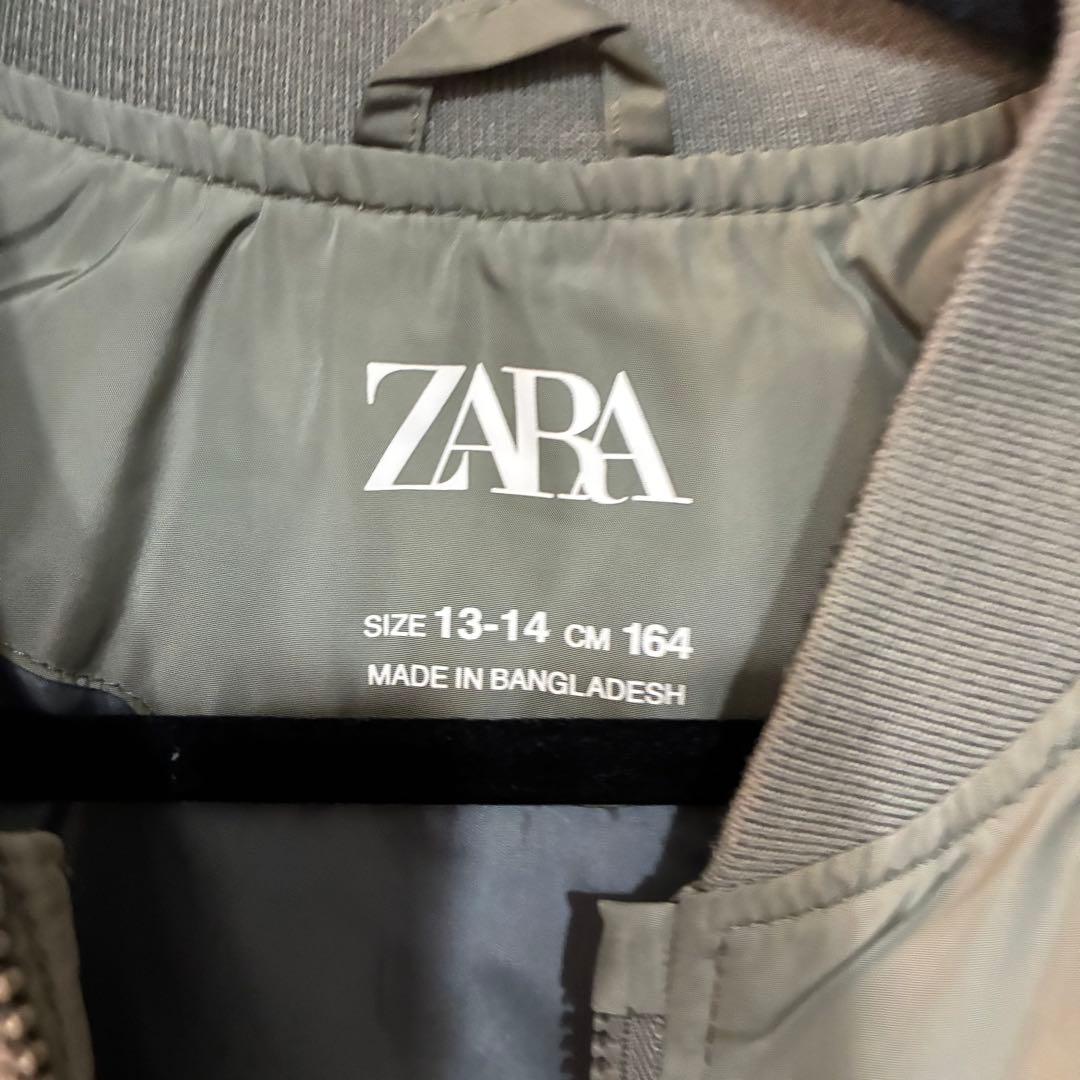 ZARA
SIZE 13-14 CM 164
MADE IN BANGLADESH